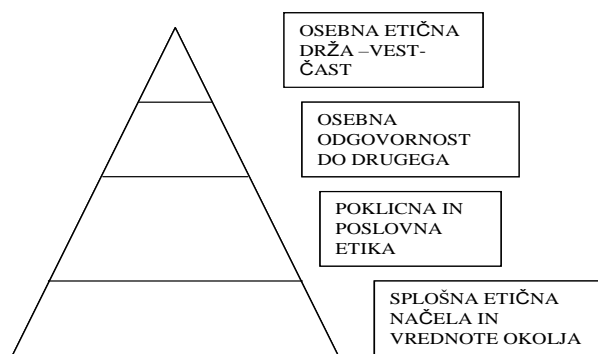 OSEBNA ETIČNA
DRŽA –VEST-
ČAST
OSEBNA
ODGOVORNOST
DO DRUGEGA
POKLICNA IN
POSLOVNA
ETIKA
SPLOŠNA ETIČNA
NAČELA IN
VREDNOTE OKOLJA